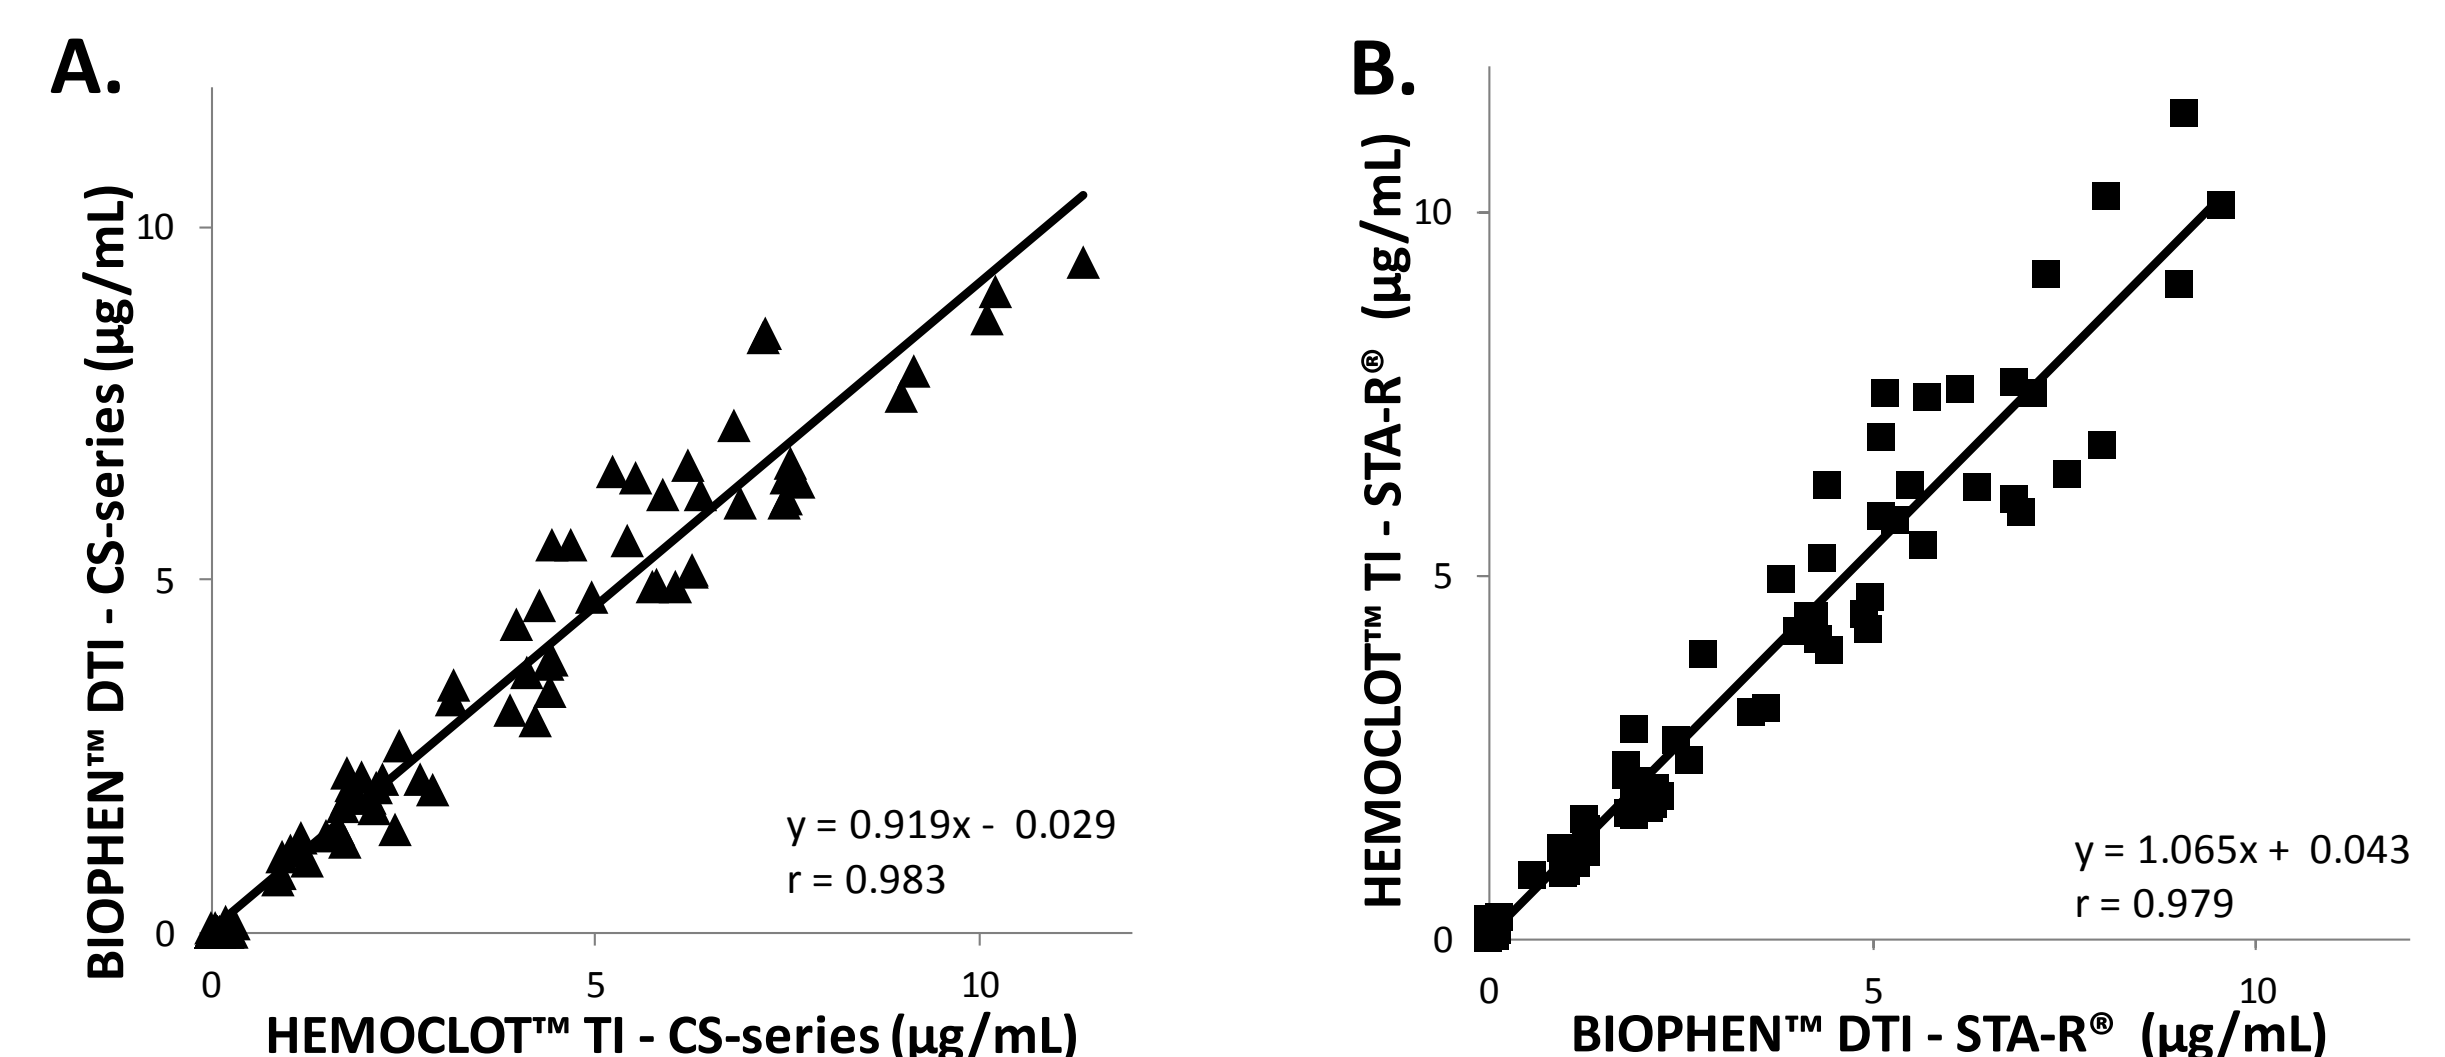 A.
BIOPHEN™ DTI - CS-series (µg/mL)
10
5
0
y = 0.919x - 0.029
r = 0.983
0 5 10
HEMOCLOT™ TI - CS-series (µg/mL)
B.
HEMOCLOT™ TI - STA-R® (µg/mL)
10
5
0
y = 1.065x + 0.043
r = 0.979
0 5 10
BIOPHEN™ DTI - STA-R® (µg/mL)